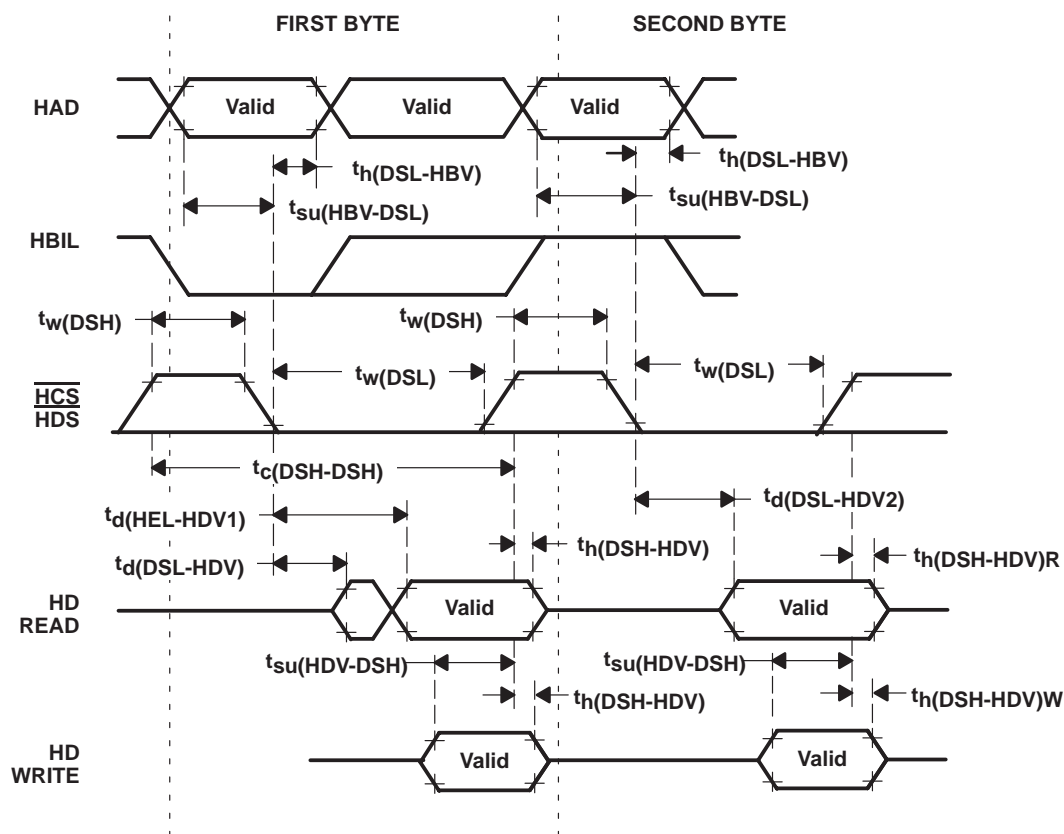 FIRST BYTE SECOND BYTE
HAD Valid Valid Valid
th(DSL-HBV) th(DSL-HBV)
tsu(HBV-DSL) tsu(HBV-DSL)
HBIL
tw(DSH) tw(DSH)
tw(DSL) tw(DSL)
HCS
HDS
tc(DSH-DSH)
td(HEL-HDV1) td(DSL-HDV2)
th(DSH-HDV) th(DSH-HDV)R
td(DSL-HDV)
HD
READ Valid Valid
tsu(HDV-DSH) tsu(HDV-DSH)
th(DSH-HDV) th(DSH-HDV)W
HD
WRITE Valid Valid